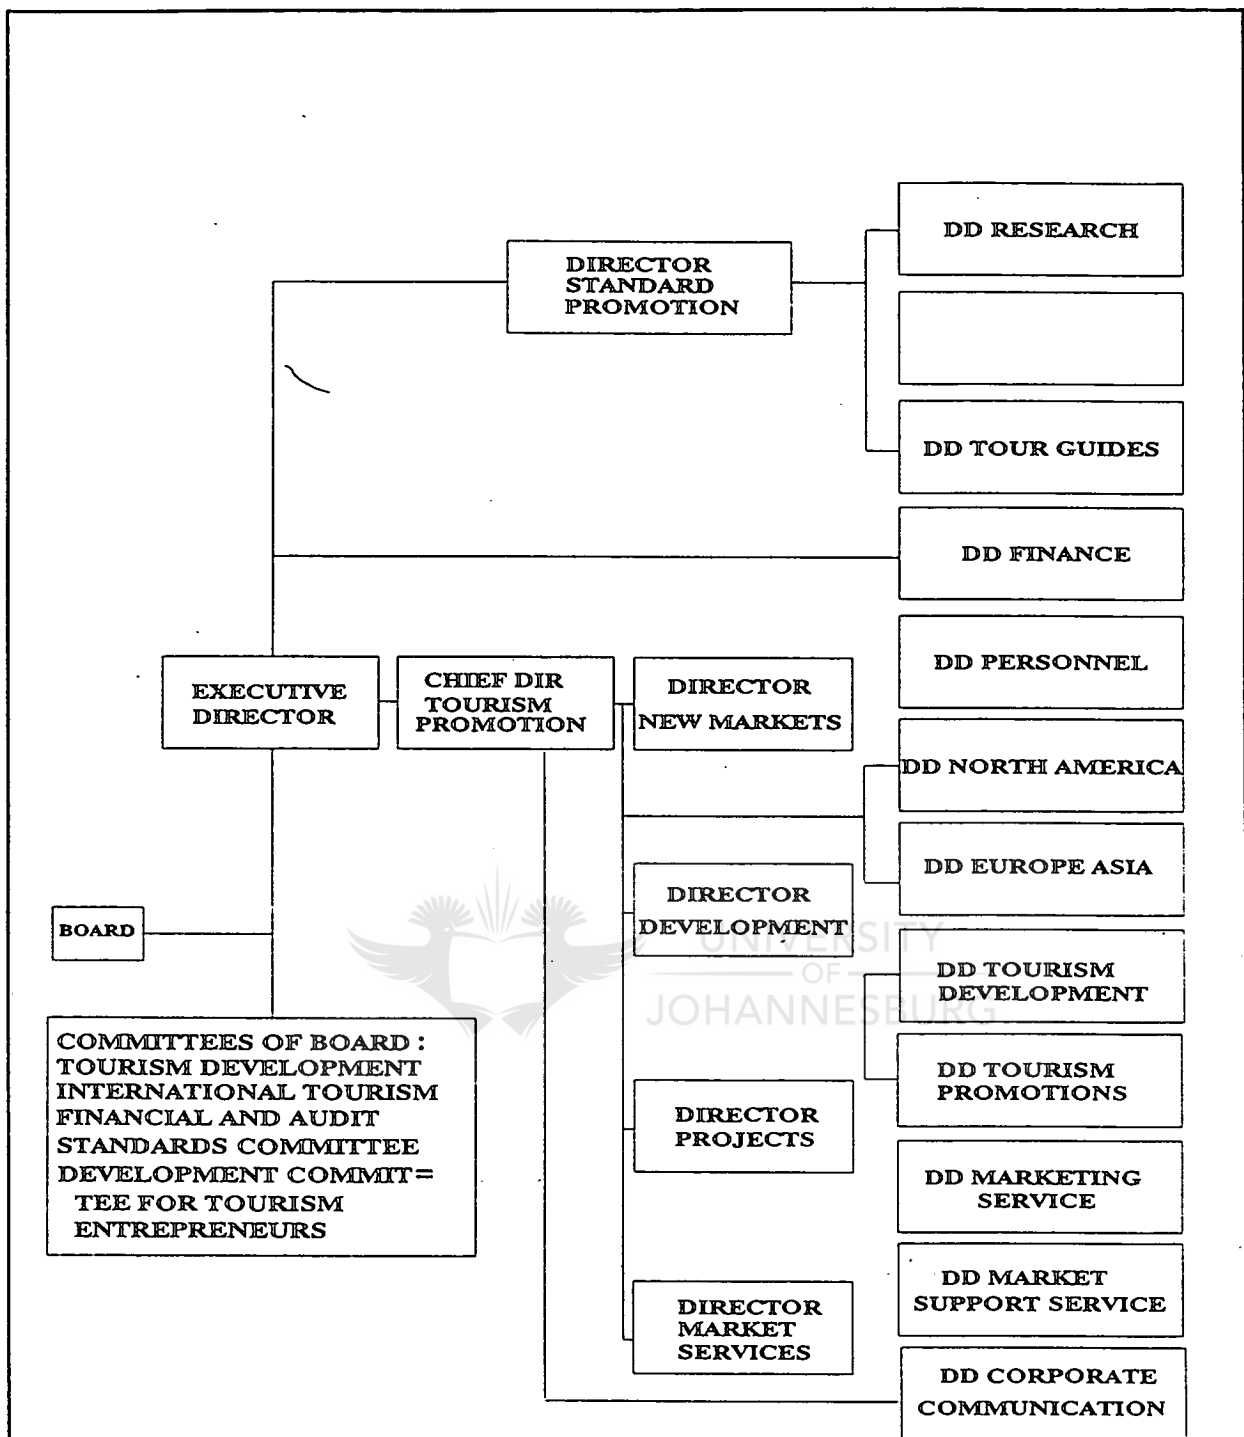 DD RESEARCH
DIRECTOR
STANDARD
PROMOTION
DD TOUR GUIDES
DD FINANCE
DD PERSONNEL
EXECUTIVE
DIRECTOR
CHIEF DIR
TOURISM
PROMOTION
DIRECTOR
NEW MARKETS
DD NORTH AMERICA
DD EUROPE ASIA
DIRECTOR
DEVELOPMENT
BOARD
UNIVERSITY
OF
JOHANNESBURG
DD TOURISM
DEVELOPMENT
COMMITTEES OF BOARD :
TOURISM DEVELOPMENT
INTERNATIONAL TOURISM
FINANCIAL AND AUDIT
STANDARDS COMMITTEE
DEVELOPMENT COMMIT=
TEE FOR TOURISM
ENTREPRENEURS
DD TOURISM
PROMOTIONS
DIRECTOR
PROJECTS
DD MARKETING
SERVICE
DD MARKET
SUPPORT SERVICE
DIRECTOR
MARKET
SERVICES
DD CORPORATE
COMMUNICATION